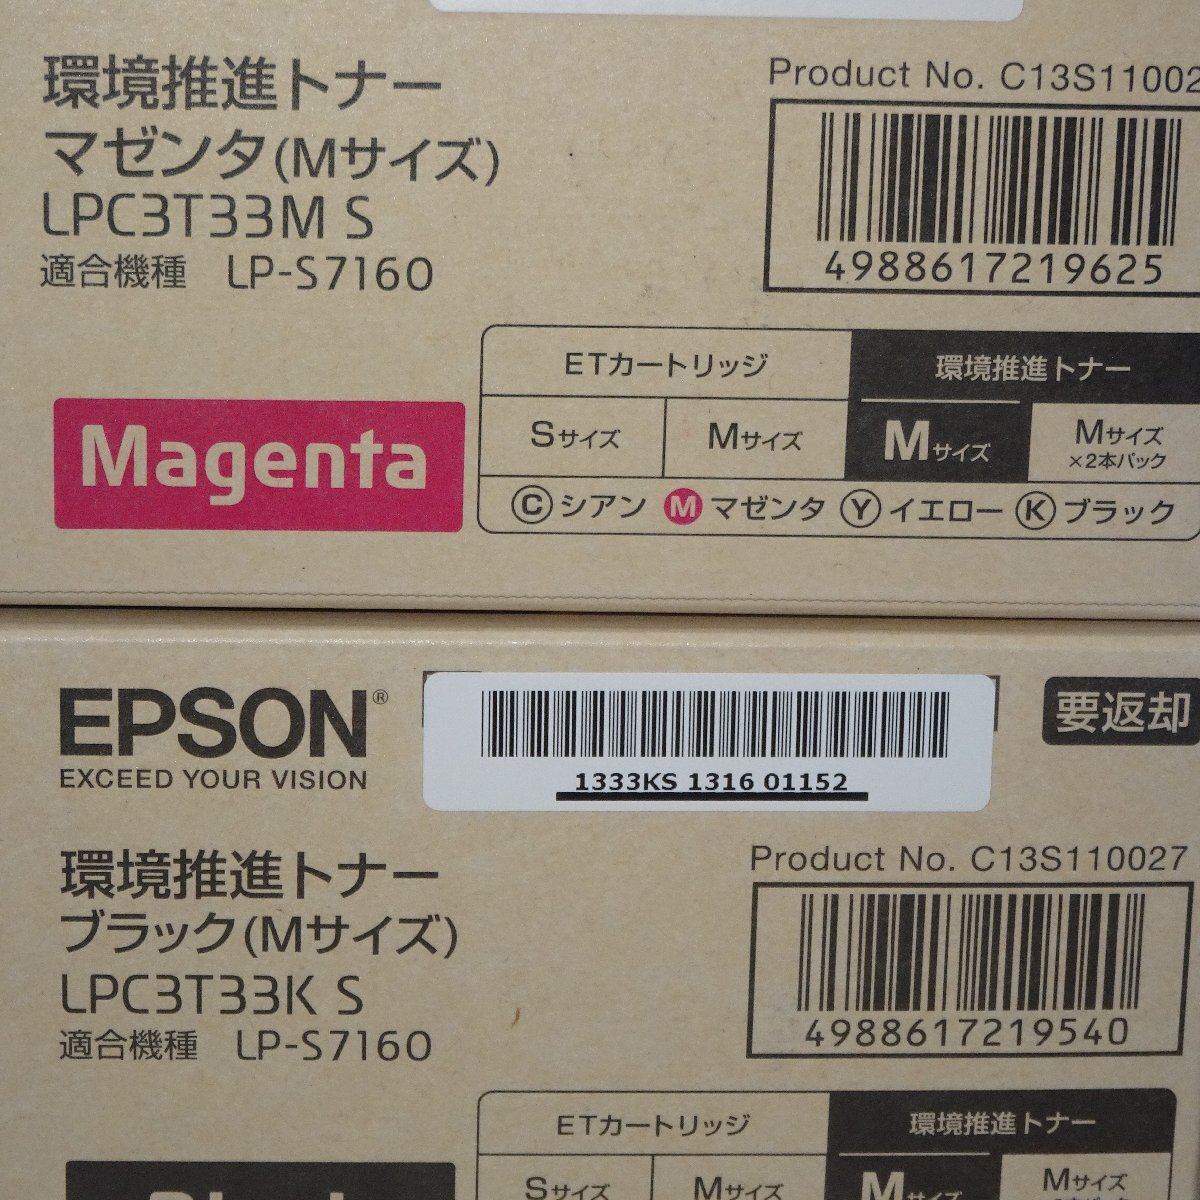 環境推進トナー
マゼンタ(Mサイズ)
LPC3T33M S
適合機種 LP-S7160
Product No. C13S11002
4988617219625
Magenta
ETカートリッジ 環境推進トナー
Sサイズ Mサイズ Mサイズ Mサイズ
×2本パック
C シアン M マゼンタ Y イエロー K ブラック
EPSON®
EXCEED YOUR VISION
1333KS 1316 01152
要返却
環境推進トナー
ブラック(Mサイズ)
LPC3T33K S
適合機種 LP-S7160
Product No. C13S110027
4988617219540
ETカートリッジ 環境推進トナー
Sサイズ Mサイズ Mサイズ Mサイズ